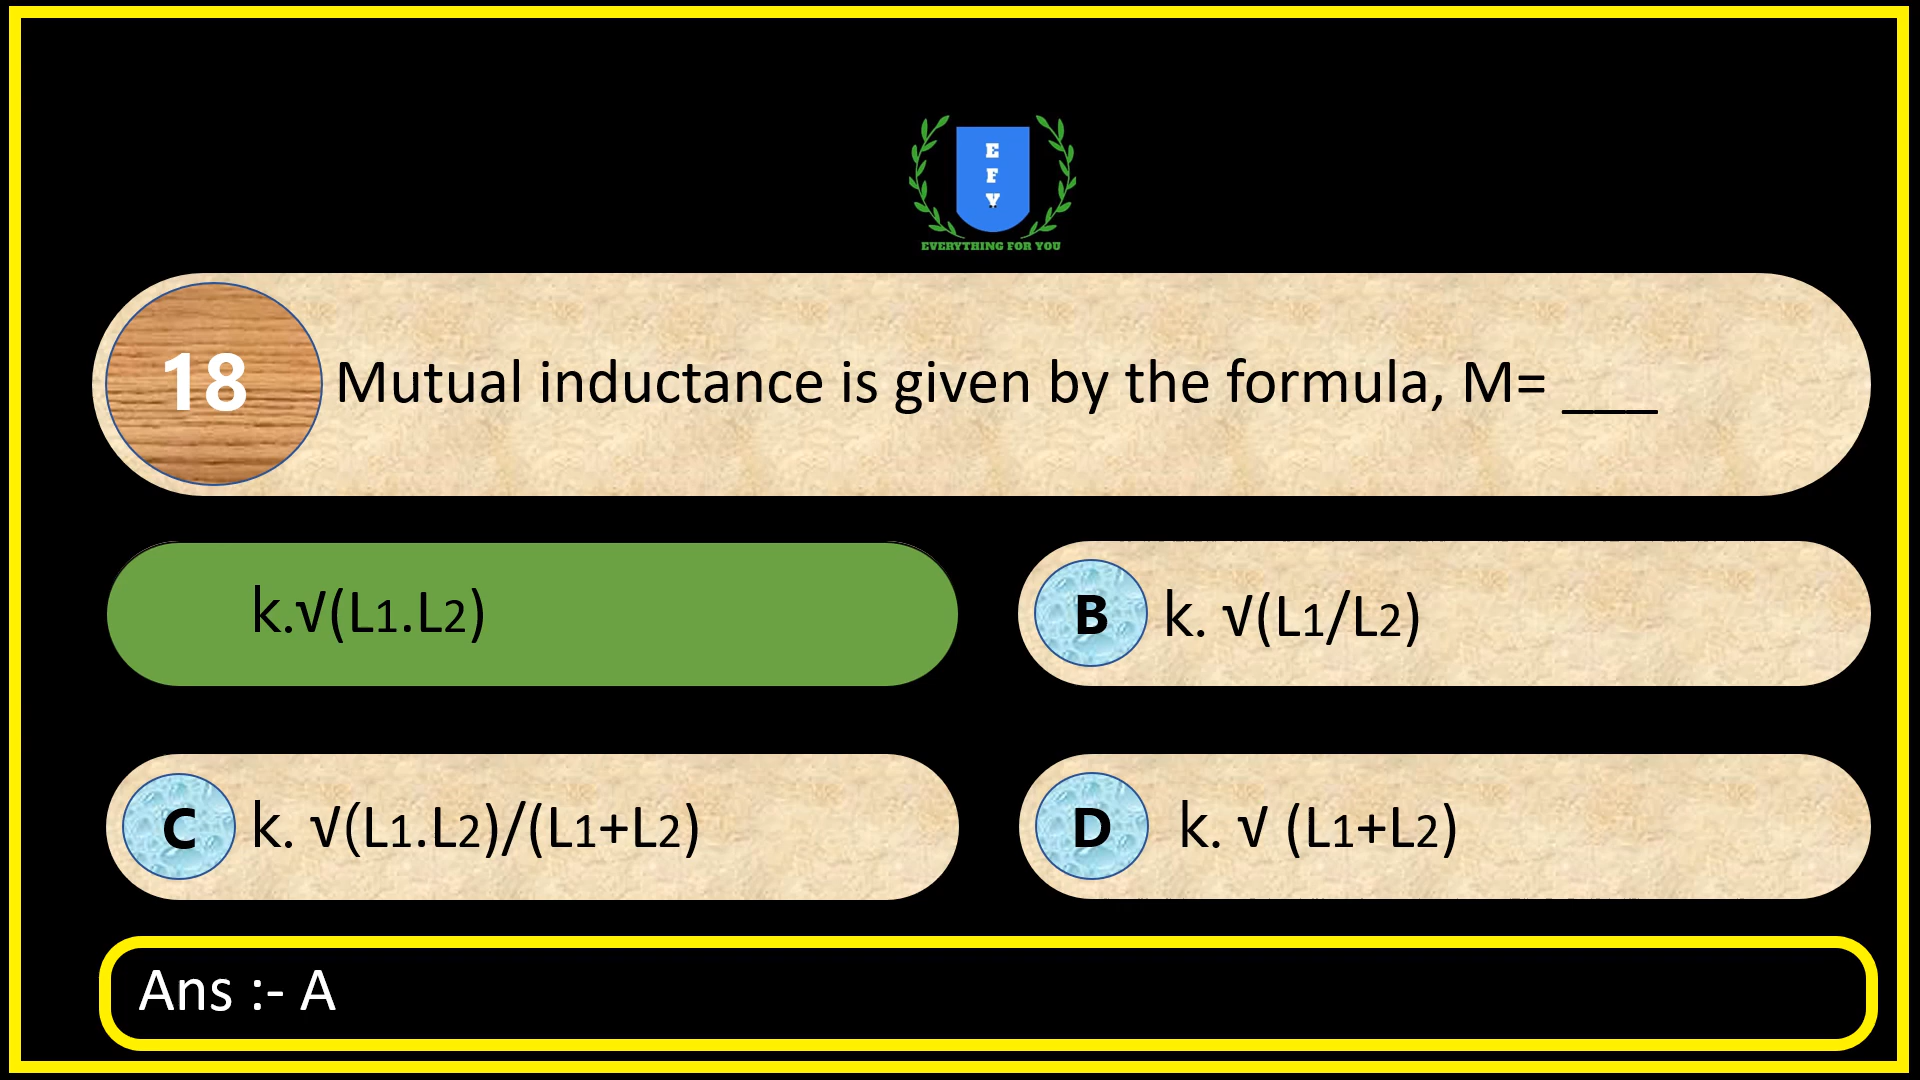 E
F
Y
EVERYTHING FOR YOU
18
Mutual inductance is given by the formula, M= ___
k.√(L1.L2)
B
k. √(L1/L2)
C
k. √(L1.L2)/(L1+L2)
D
k. √ (L1+L2)
Ans :- A